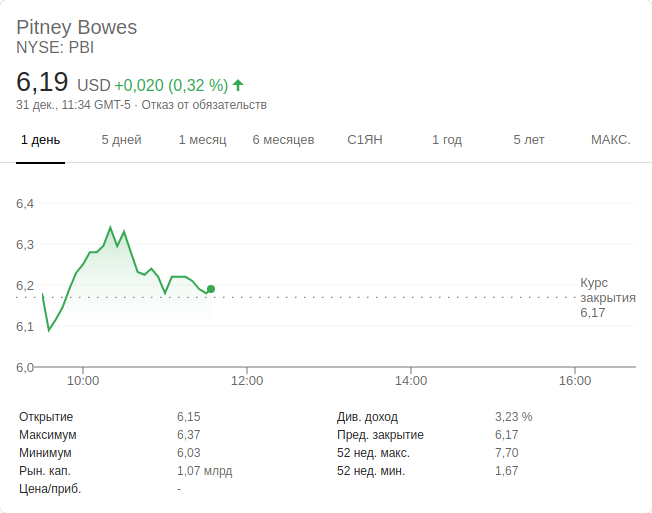 Pitney Bowes
NYSE: PBI
6,19 USD +0,020 (0,32 %)
31 дек., 11:34 GMT-5 · Отказ от обязательств
1 день 5 дней 1 месяц 6 месяцев С1ЯН 1 год 5 лет МАКС.
6,4
6,3
6,2
6,1
6,0
Курс
закрытия
6,17
10:00 12:00 14:00 16:00
Открытие 6,15 Див. доход 3,23 %
Максимум 6,37 Пред. закрытие 6,17
Минимум 6,03 52 нед. макс. 7,70
Рын. кап. 1,07 млрд 52 нед. мин. 1,67
Цена/приб. -